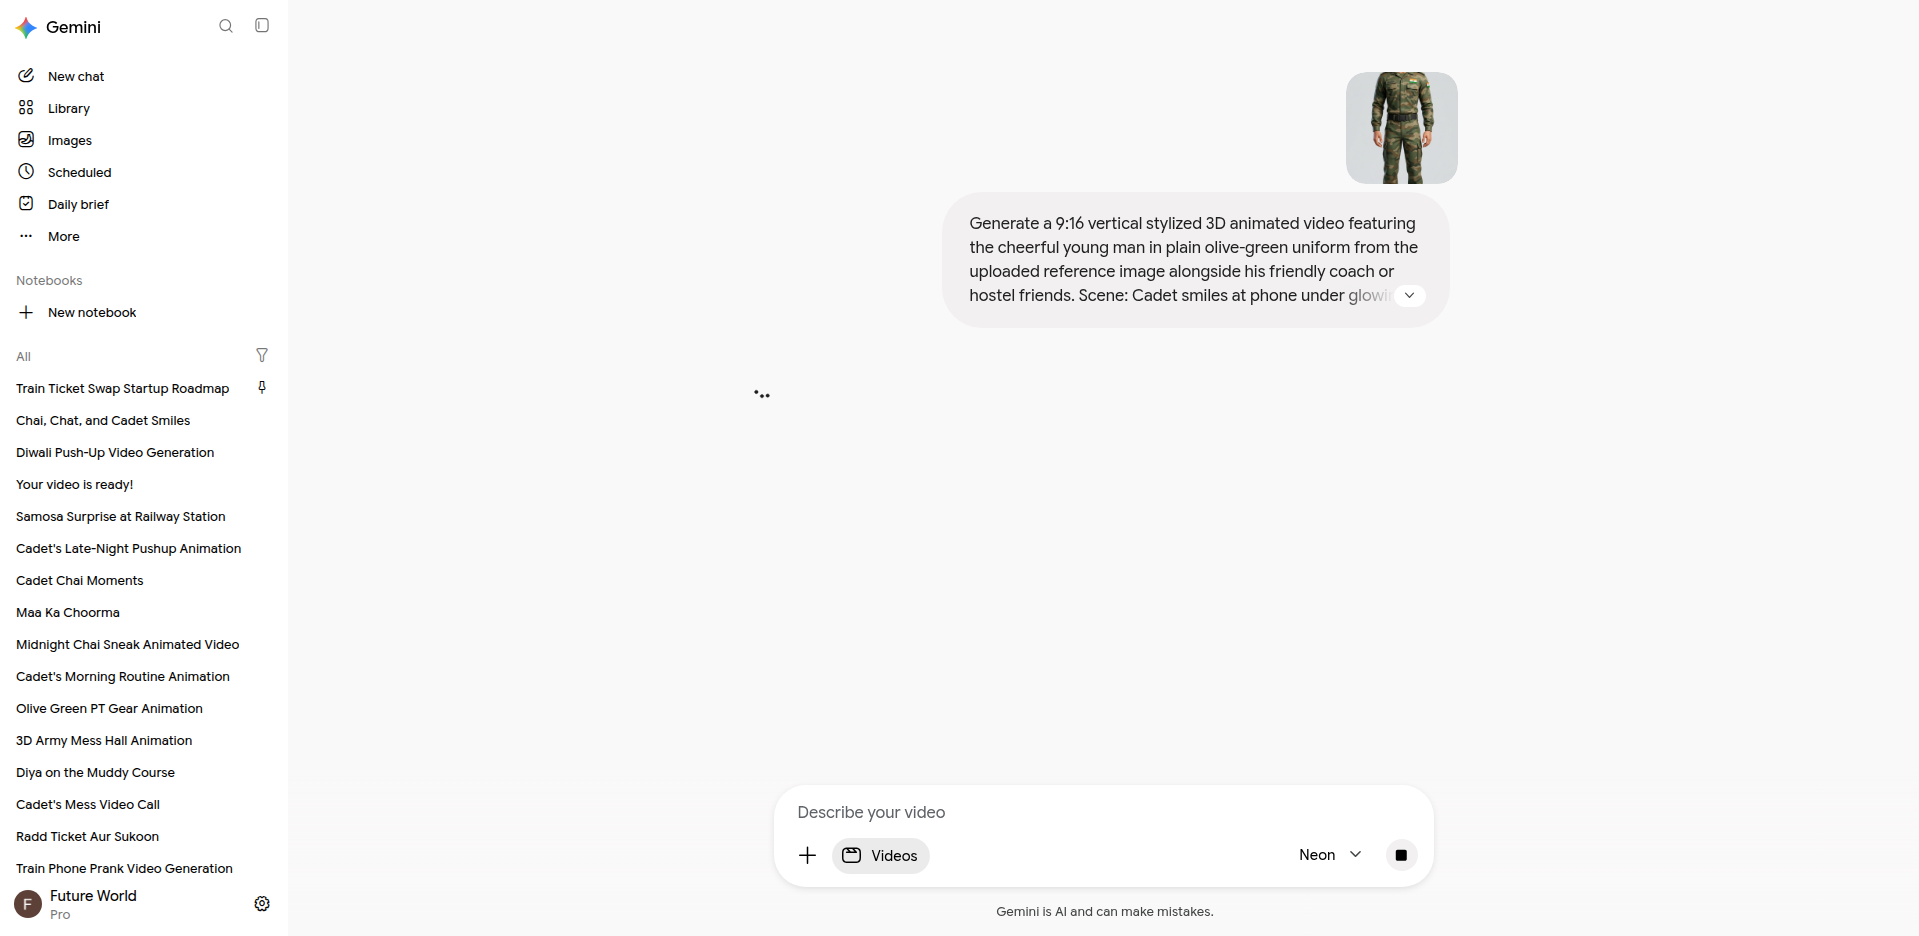 Gemini
New chat
Library
Images
Scheduled
Daily brief
More
Notebooks
New notebook
All
Train Ticket Swap Startup Roadmap
Chai, Chat, and Cadet Smiles
Diwali Push-Up Video Generation
Your video is ready!
Samosa Surprise at Railway Station
Cadet's Late-Night Pushup Animation
Cadet Chai Moments
Maa Ka Choorma
Midnight Chai Sneak Animated Video
Cadet's Morning Routine Animation
Olive Green PT Gear Animation
3D Army Mess Hall Animation
Diya on the Muddy Course
Cadet's Mess Video Call
Radd Ticket Aur Sukoon
Train Phone Prank Video Generation
F
Future World
Pro
Generate a 9:16 vertical stylized 3D animated video featuring
the cheerful young man in plain olive-green uniform from the
uploaded reference image alongside his friendly coach or
hostel friends. Scene: Cadet smiles at phone under
Describe your video
Videos
Neon
Gemini is AI and can make mistakes.